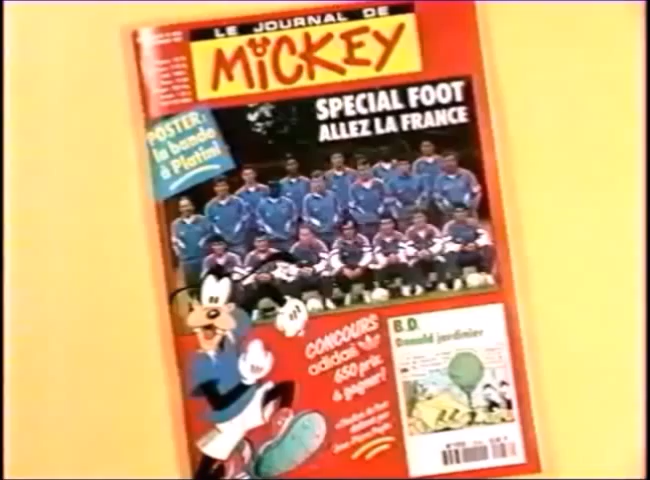 LE JOURNAL DE
MICKEY
SPECIAL FOOT
ALLEZ LA FRANCE
POSTER:
la bande
à Platini
CONCOURS
adidas
650 prix
à gagner!
B.D.
Donald jardinier